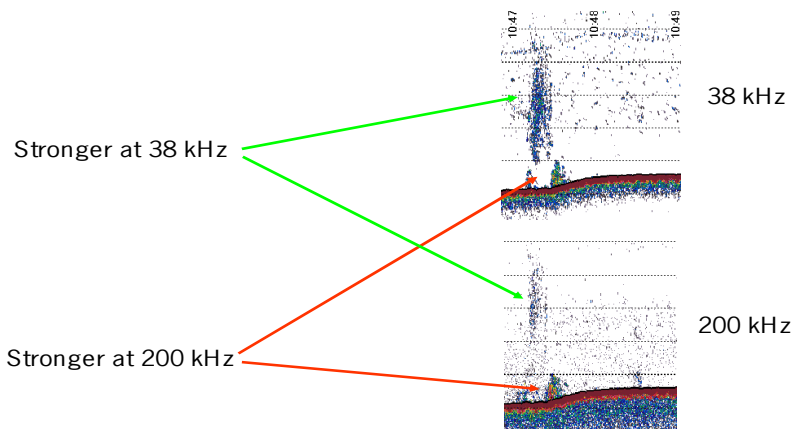 10:47
10:48
10:49
38 kHz
Stronger at 38 kHz
200 kHz
Stronger at 200 kHz